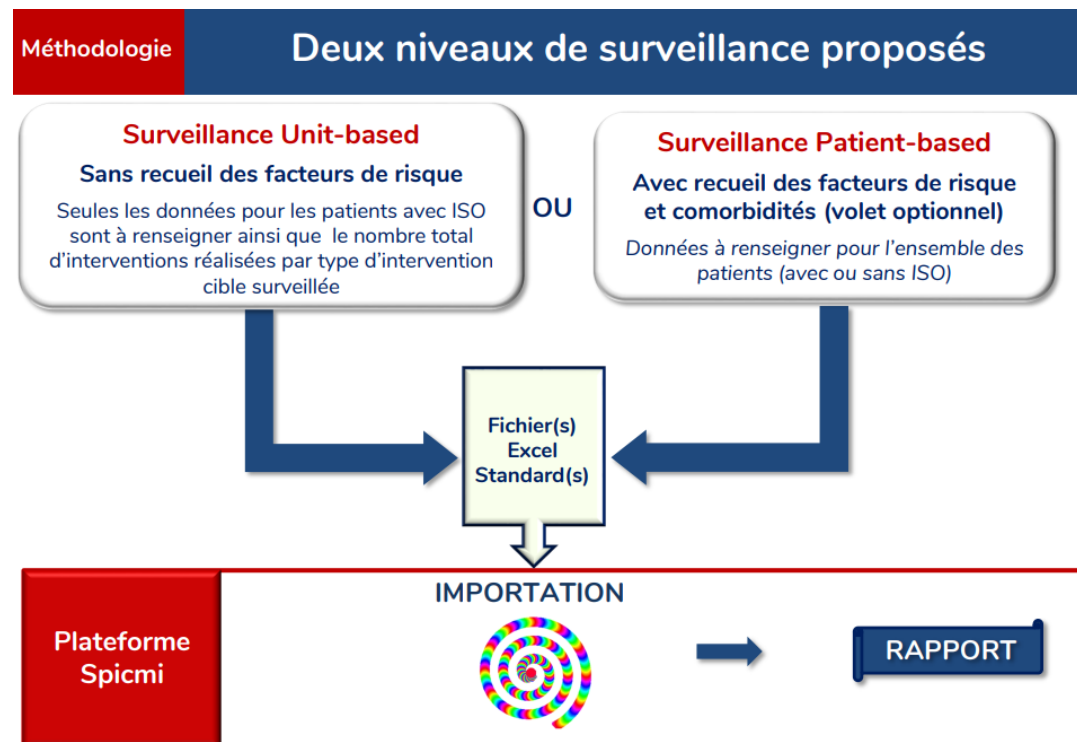 Méthodologie
Deux niveaux de surveillance proposés
Surveillance Unit-based
Sans recueil des facteurs de risque
Seules les données pour les patients avec ISO
sont à renseigner ainsi que le nombre total
d'interventions réalisées par type d'intervention
cible surveillée
OU
Surveillance Patient-based
Avec recueil des facteurs de risque
et comorbidités (volet optionnel)
Données à renseigner pour l'ensemble des
patients (avec ou sans ISO)
Fichier(s)
Excel
Standard(s)
Plateforme
Spicmi
IMPORTATION
RAPPORT